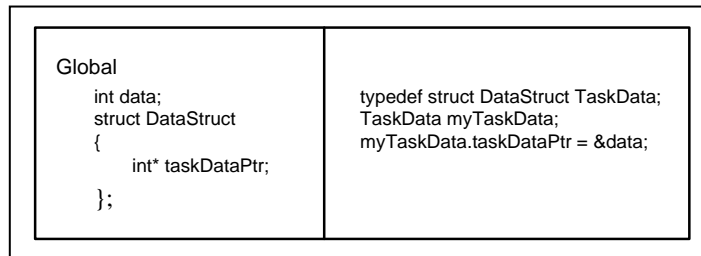 Global
int data;
struct DataStruct
{
int* taskDataPtr;
};
typedef struct DataStruct TaskData;
TaskData myTaskData;
myTaskData.taskDataPtr = &data;